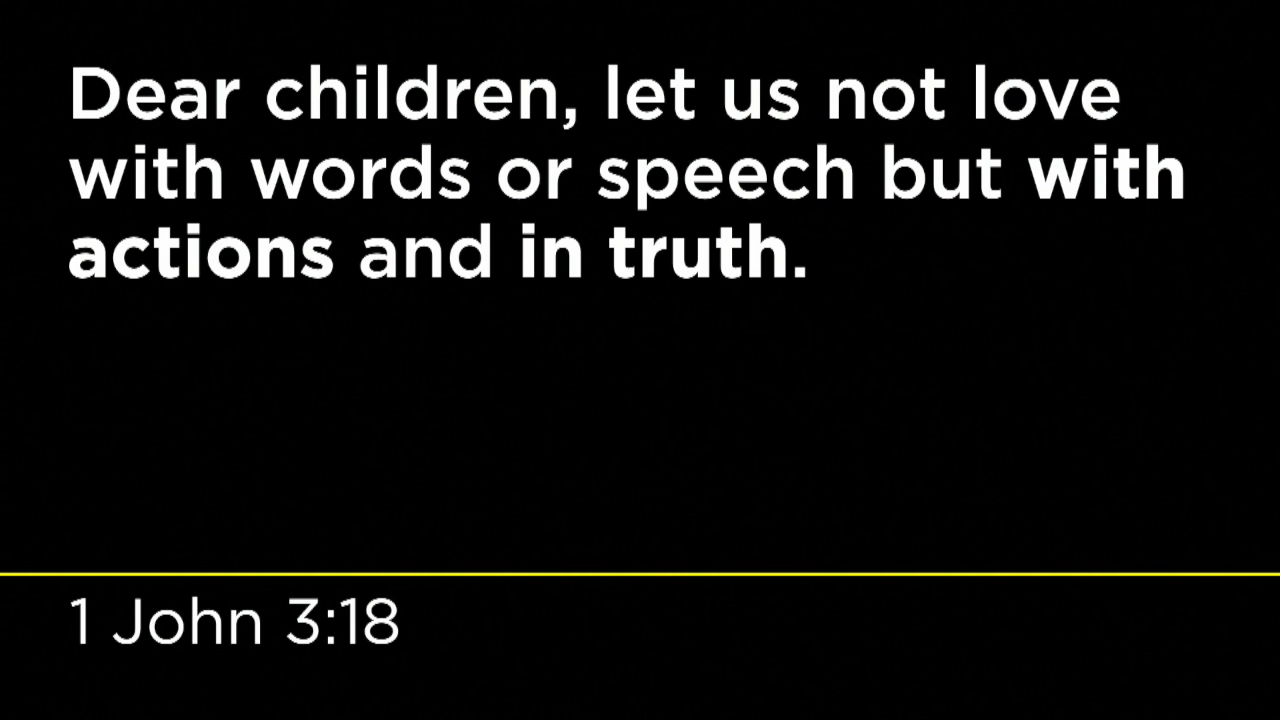 Dear children, let us not love
with words or speech but with
actions and in truth.
1 John 3:18